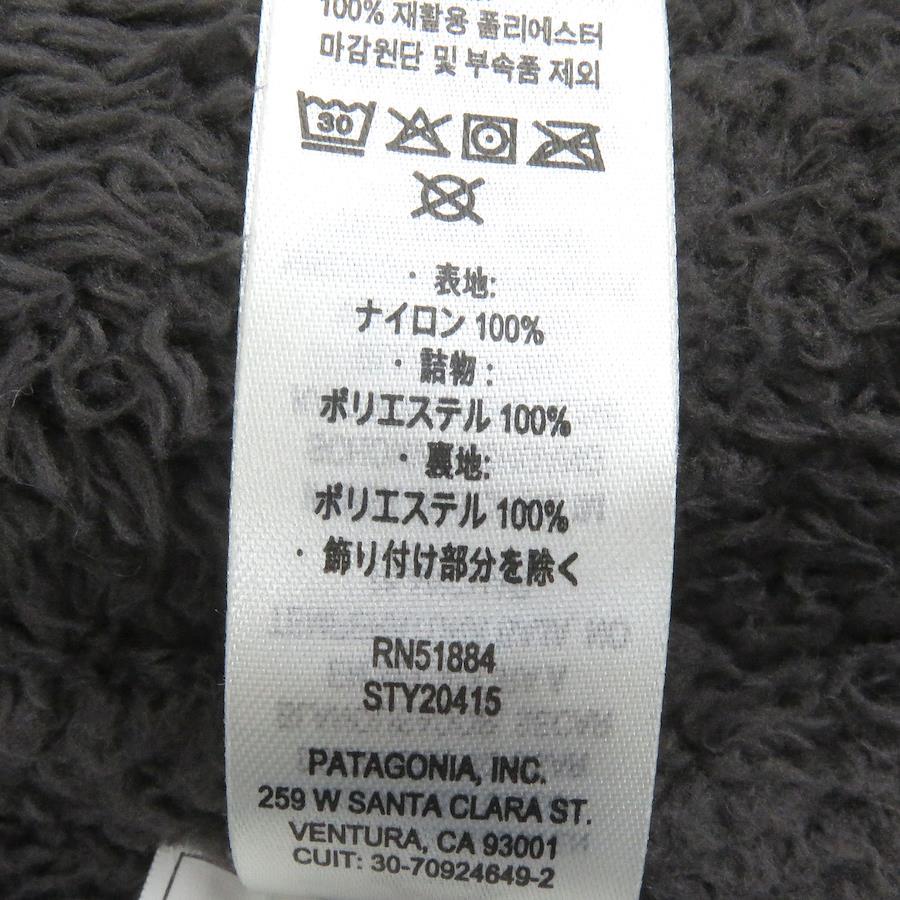 100% 재활용 폴리에스터
마감원단 및 부속품 제외
30
· 表地:
ナイロン 100%
· 詰物 :
ポリエステル 100%
· 裏地:
ポリエステル 100%
· 飾り付け部分を除く
RN51884
STY20415
PATAGONIA, INC.
259 W SANTA CLARA ST.
VENTURA, CA 93001
CUIT: 30-70924649-2